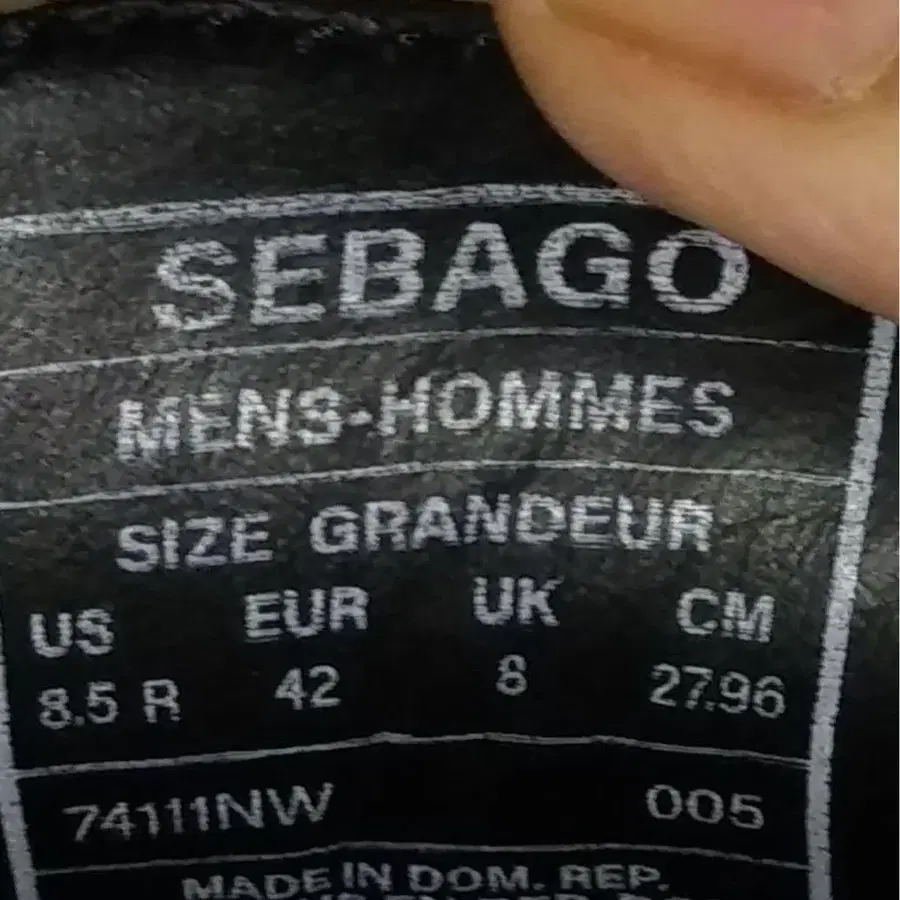 SEBAGO
MENS-HOMMES
SIZE GRANDEUR
US EUR UK CM
8.5 R 42 8 27.96
74111NW 005
MADE IN DOM. REP.